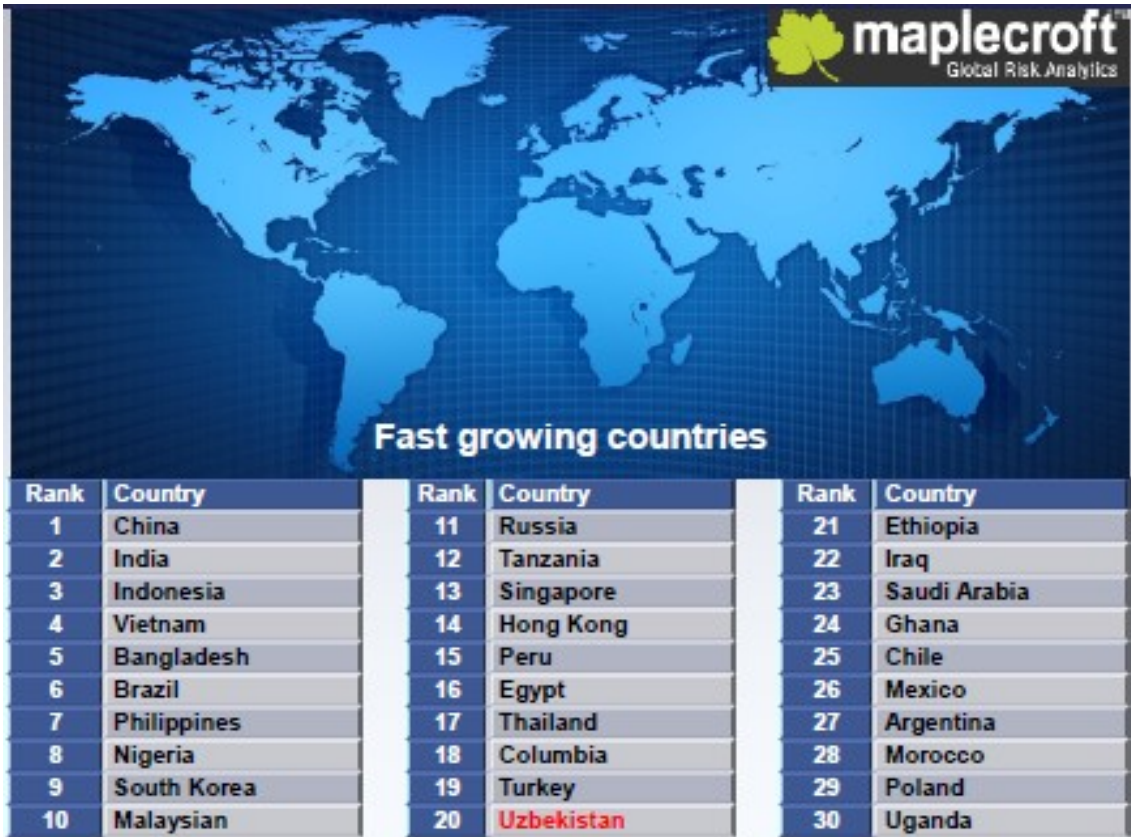 maplecroft™
Global Risk Analytics
Fast growing countries
Rank Country
1 China
2 India
3 Indonesia
4 Vietnam
5 Bangladesh
6 Brazil
7 Philippines
8 Nigeria
9 South Korea
10 Malaysian
Rank Country
11 Russia
12 Tanzania
13 Singapore
14 Hong Kong
15 Peru
16 Egypt
17 Thailand
18 Columbia
19 Turkey
20 Uzbekistan
Rank Country
21 Ethiopia
22 Iraq
23 Saudi Arabia
24 Ghana
25 Chile
26 Mexico
27 Argentina
28 Morocco
29 Poland
30 Uganda